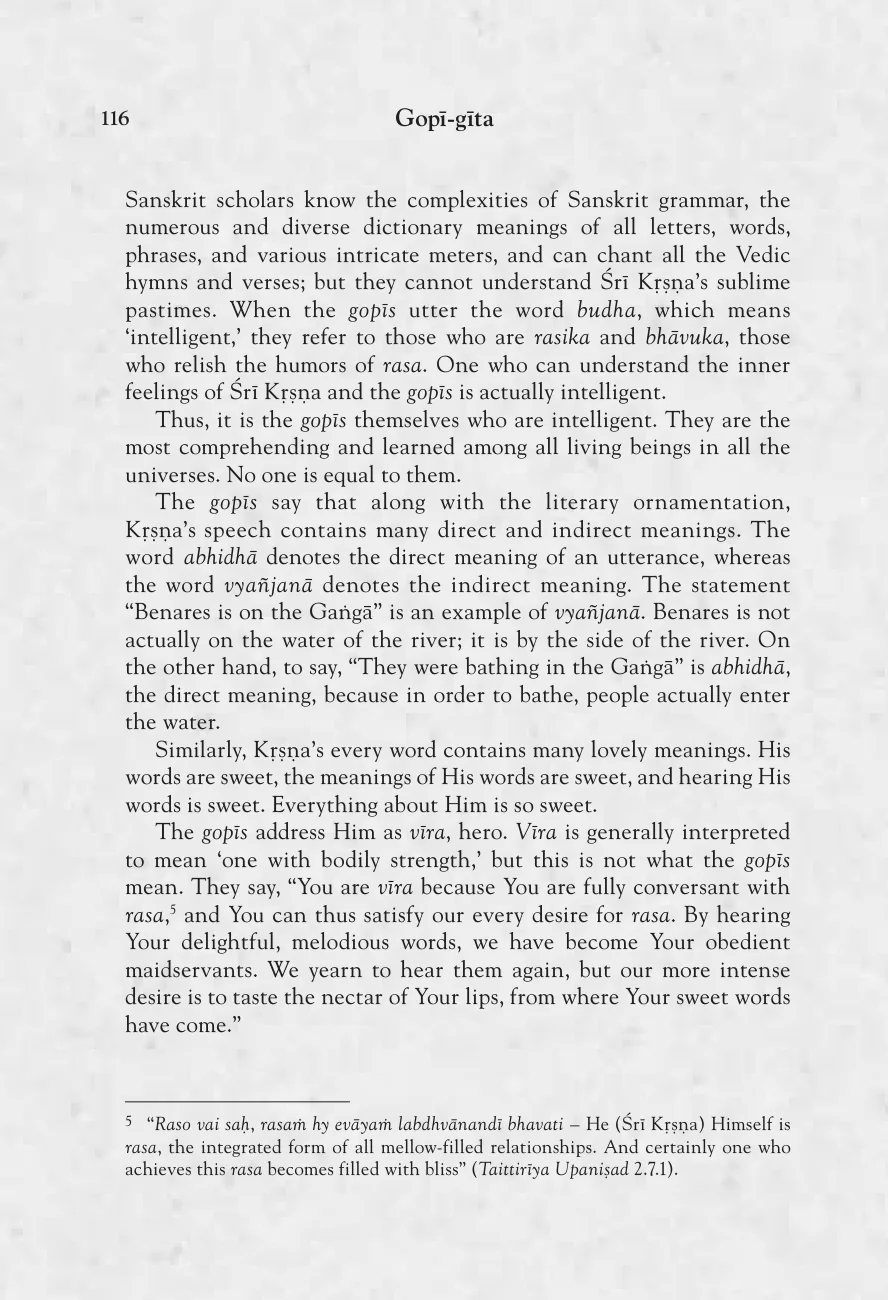 116
Gopī-gīta
Sanskrit scholars know the complexities of Sanskrit grammar, the
numerous and diverse dictionary meanings of all letters, words,
phrases, and various intricate meters, and can chant all the Vedic
hymns and verses; but they cannot understand Śrī Kṛṣṇa’s sublime
pastimes. When the gopīs utter the word budha, which means
‘intelligent,’ they refer to those who are rasika and bhāvuka, those
who relish the humors of rasa. One who can understand the inner
feelings of Śrī Kṛṣṇa and the gopīs is actually intelligent.
Thus, it is the gopīs themselves who are intelligent. They are the
most comprehending and learned among all living beings in all the
universes. No one is equal to them.
The gopīs say that along with the literary ornamentation,
Kṛṣṇa’s speech contains many direct and indirect meanings. The
word abhidhā denotes the direct meaning of an utterance, whereas
the word vyañjanā denotes the indirect meaning. The statement
“Benares is on the Gaṅgā” is an example of vyañjanā. Benares is not
actually on the water of the river; it is by the side of the river. On
the other hand, to say, “They were bathing in the Gaṅgā” is abhidhā,
the direct meaning, because in order to bathe, people actually enter
the water.
Similarly, Kṛṣṇa’s every word contains many lovely meanings. His
words are sweet, the meanings of His words are sweet, and hearing His
words is sweet. Everything about Him is so sweet.
The gopīs address Him as vīra, hero. Vīra is generally interpreted
to mean ‘one with bodily strength,’ but this is not what the gopīs
mean. They say, “You are vīra because You are fully conversant with
rasa,⁵ and You can thus satisfy our every desire for rasa. By hearing
Your delightful, melodious words, we have become Your obedient
maidservants. We yearn to hear them again, but our more intense
desire is to taste the nectar of Your lips, from where Your sweet words
have come.”
5 “Raso vai saḥ, rasaṁ hy evāyaṁ labdhvānandī bhavati – He (Śrī Kṛṣṇa) Himself is
rasa, the integrated form of all mellow-filled relationships. And certainly one who
achieves this rasa becomes filled with bliss” (Taittirīya Upaniṣad 2.7.1).